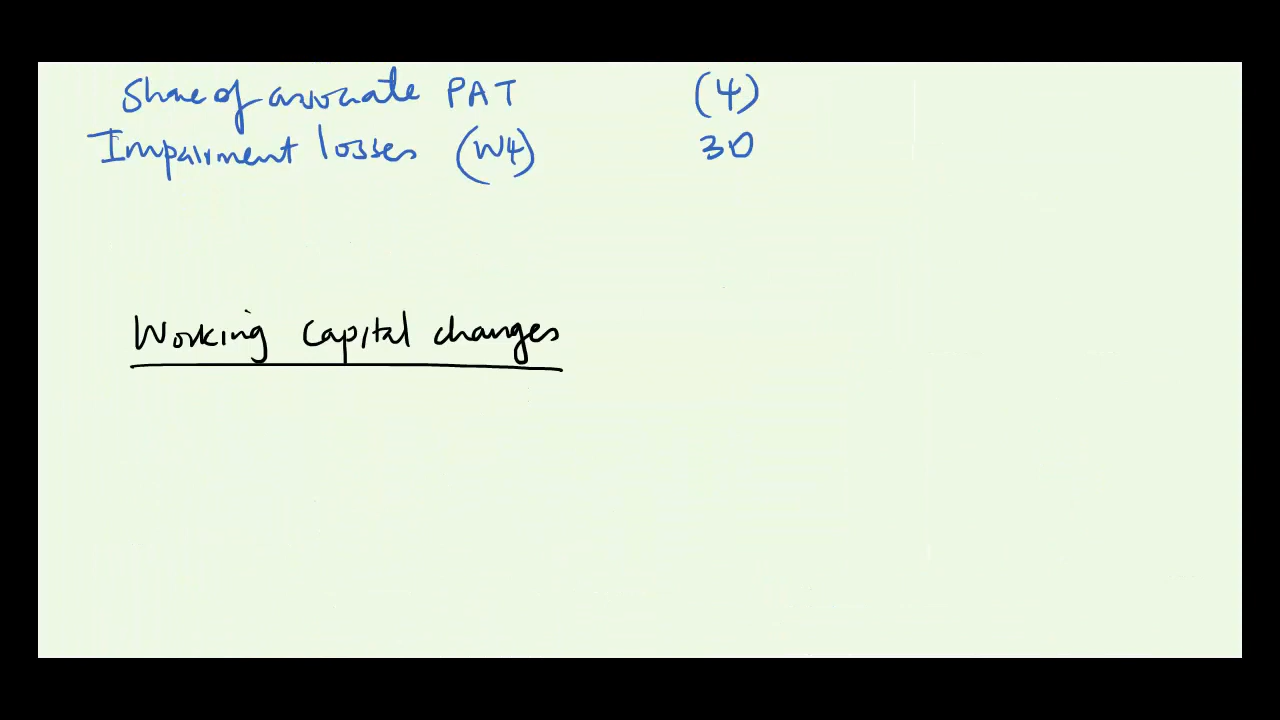 Share of associate PAT (4)
Impairment losses (W4) 30
Working capital changes